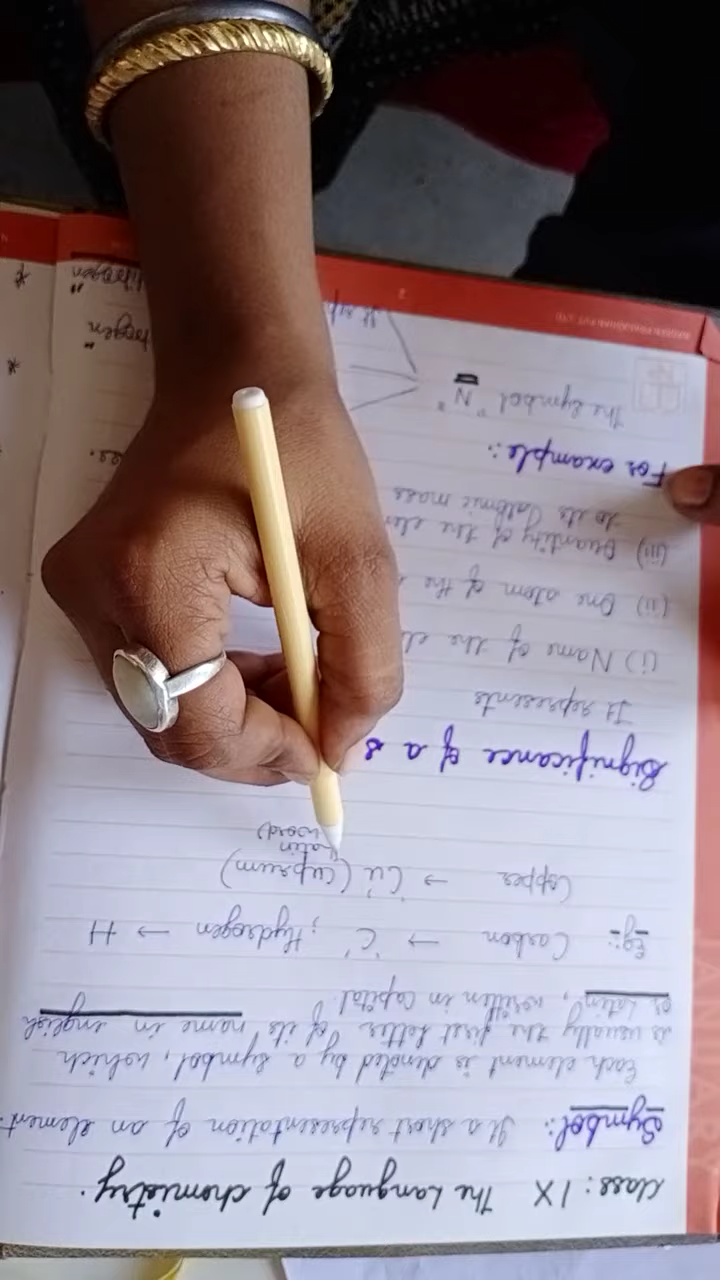 Class: IX The Language of chemistry.
Symbol: It a short representation of an element.
Each element is denoted by a symbol, which
is usually the first letter of its name in english
or Latin, written in capital
Eg:- Carbon → 'C' ; Hydrogen → H
Copper → 'Cu' (Cuprum)
Latin
word)
Significance of a S
It represents
(i) Name of the el
(ii) One atom of the
(iii) Quantity of the ele
to its (atomic mass
For example:
The symbol "N"